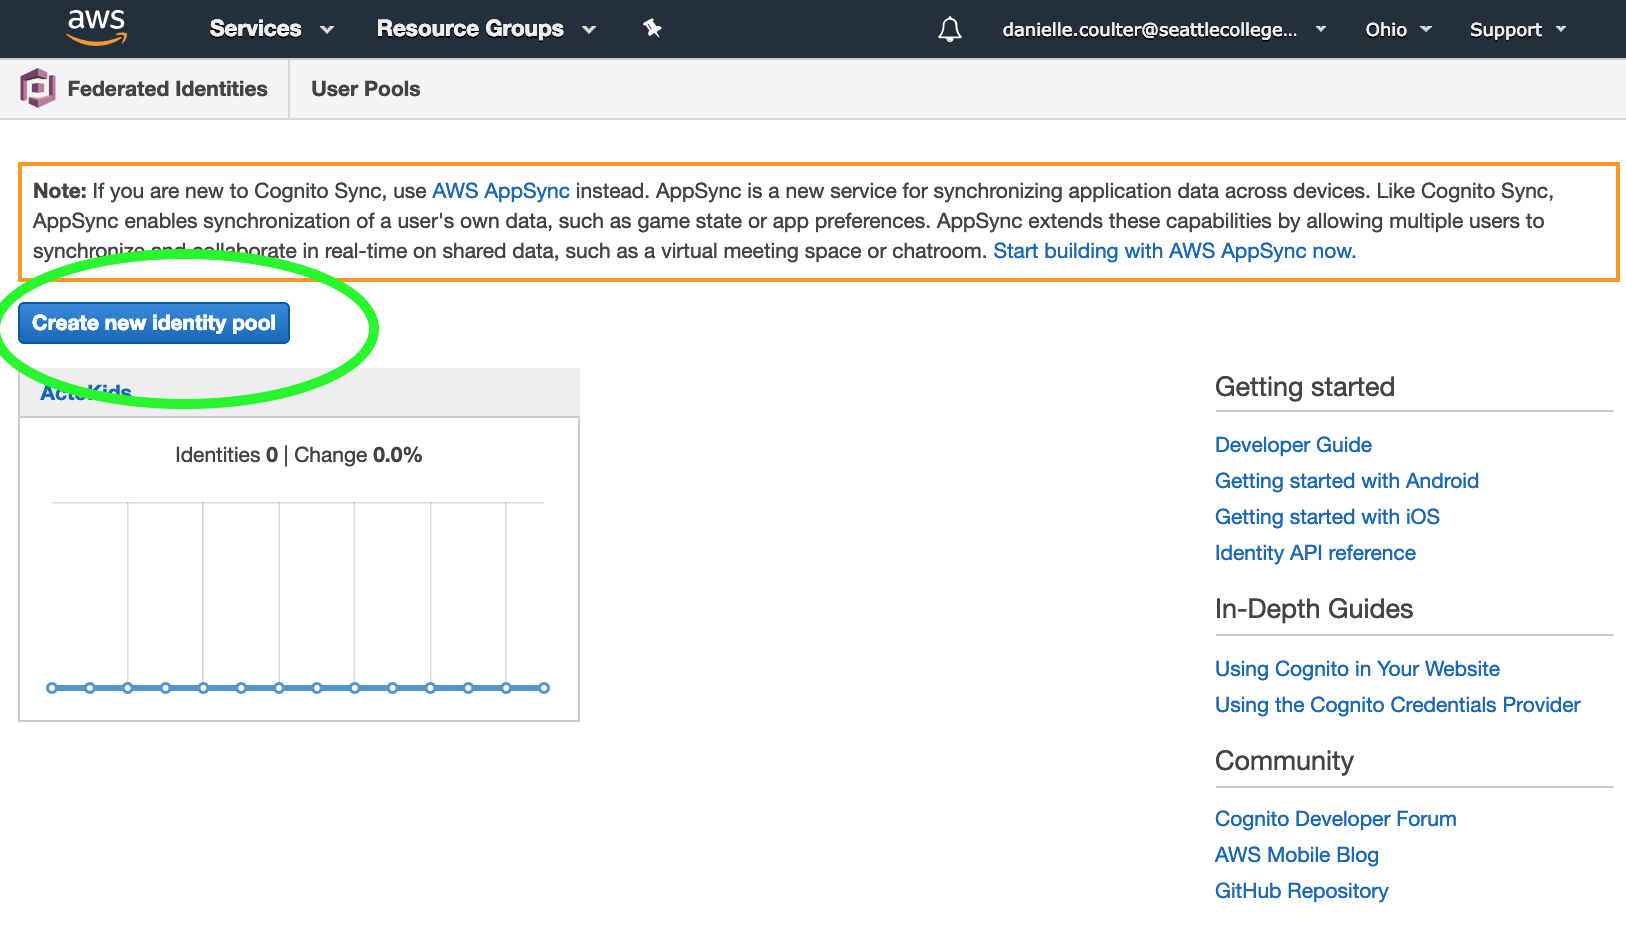 aws
Services
Resource Groups
danielle.coulter@seattlecollege...
Ohio
Support
Federated Identities
User Pools
Note: If you are new to Cognito Sync, use AWS AppSync instead. AppSync is a new service for synchronizing application data across devices. Like Cognito Sync,
AppSync enables synchronization of a user's own data, such as game state or app preferences. AppSync extends these capabilities by allowing multiple users to
synchronize and collaborate in real-time on shared data, such as a virtual meeting space or chatroom. Start building with AWS AppSync now.
Create new identity pool
Identities 0 | Change 0.0%
Getting started
Developer Guide
Getting started with Android
Getting started with iOS
Identity API reference
In-Depth Guides
Using Cognito in Your Website
Using the Cognito Credentials Provider
Community
Cognito Developer Forum
AWS Mobile Blog
GitHub Repository